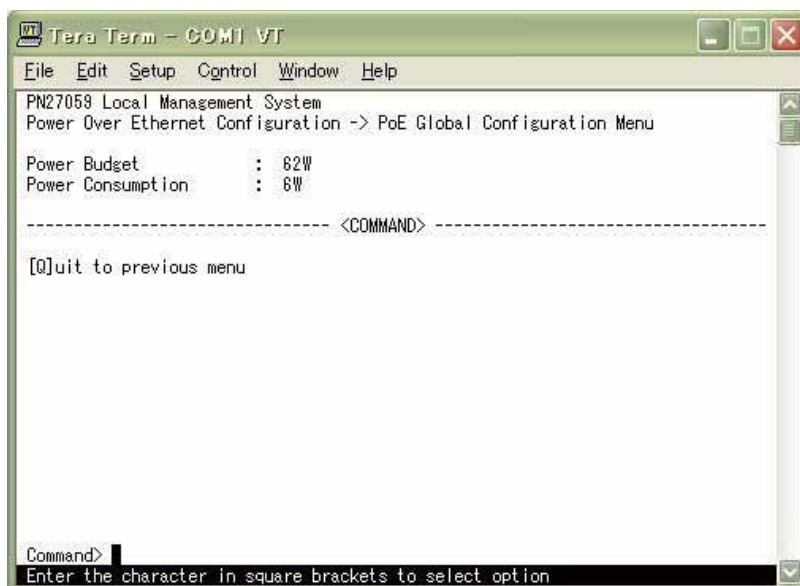 Tera Term - COM1 VT
File Edit Setup Control Window Help
PN27059 Local Management System
Power Over Ethernet Configuration -> PoE Global Configuration Menu
Power Budget : 62W
Power Consumption : 6W
-------------------------------- <COMMAND> -----------------------------------
[Q]uit to previous menu
Command>
Enter the character in square brackets to select option